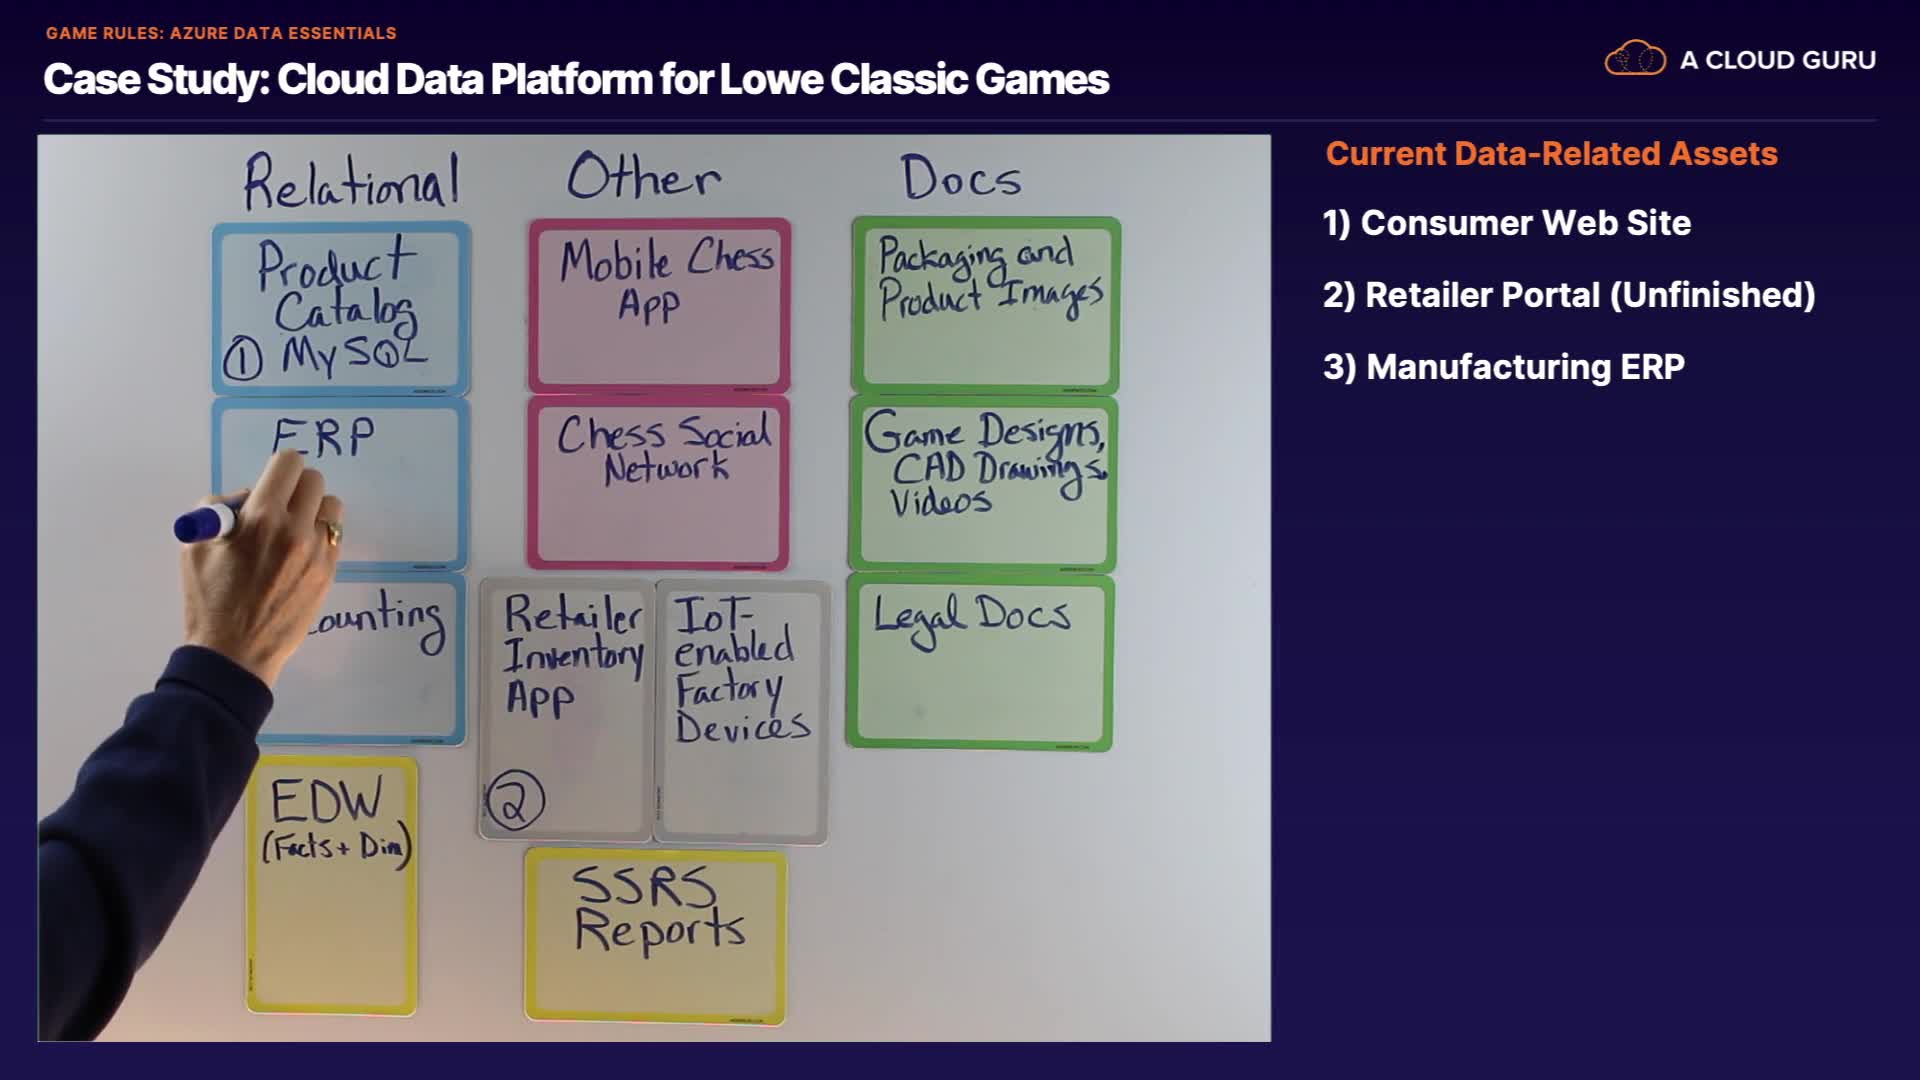 GAME RULES: AZURE DATA ESSENTIALS
Case Study: Cloud Data Platform for Lowe Classic Games
A CLOUD GURU
Relational
Product
Catalog
① MySQL
ERP
counting
EDW
(Facts + Dim)
Other
Mobile Chess
App
Chess Social
Network
Retailer
Inventory
App
②
IoT-
enabled
Factory
Devices
SSRS
Reports
Docs
Packaging and
Product Images
Game Designs,
CAD Drawings,
Videos
Legal Docs
Current Data-Related Assets
1) Consumer Web Site
2) Retailer Portal (Unfinished)
3) Manufacturing ERP